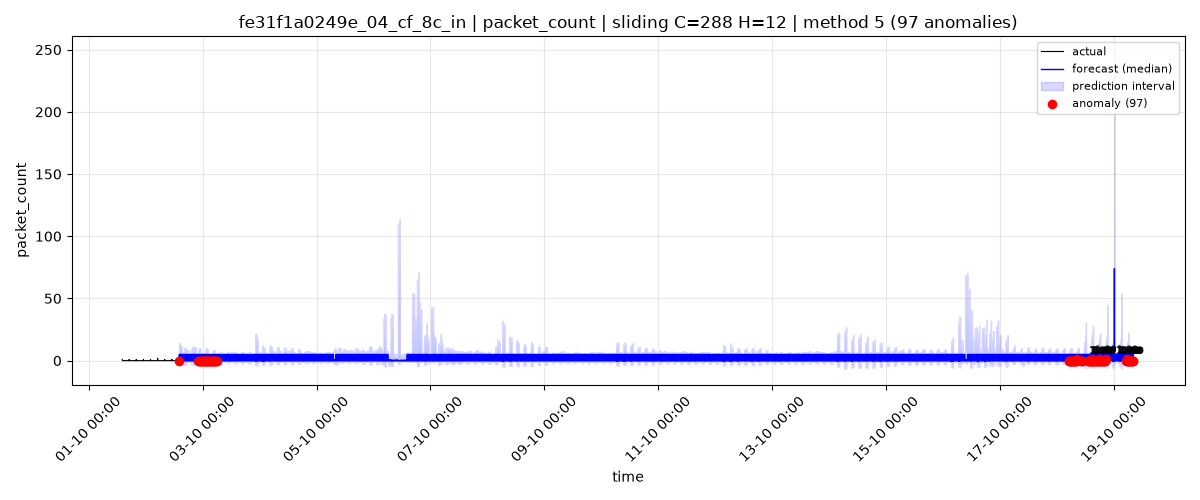 fe31f1a0249e_04_cf_8c_in | packet_count | sliding C=288 H=12 | method 5 (97 anomalies)
actual
forecast (median)
prediction interval
anomaly (97)
packet_count
250
200
150
100
50
0
01-10 00:00
03-10 00:00
05-10 00:00
07-10 00:00
09-10 00:00
11-10 00:00
13-10 00:00
15-10 00:00
17-10 00:00
19-10 00:00
time